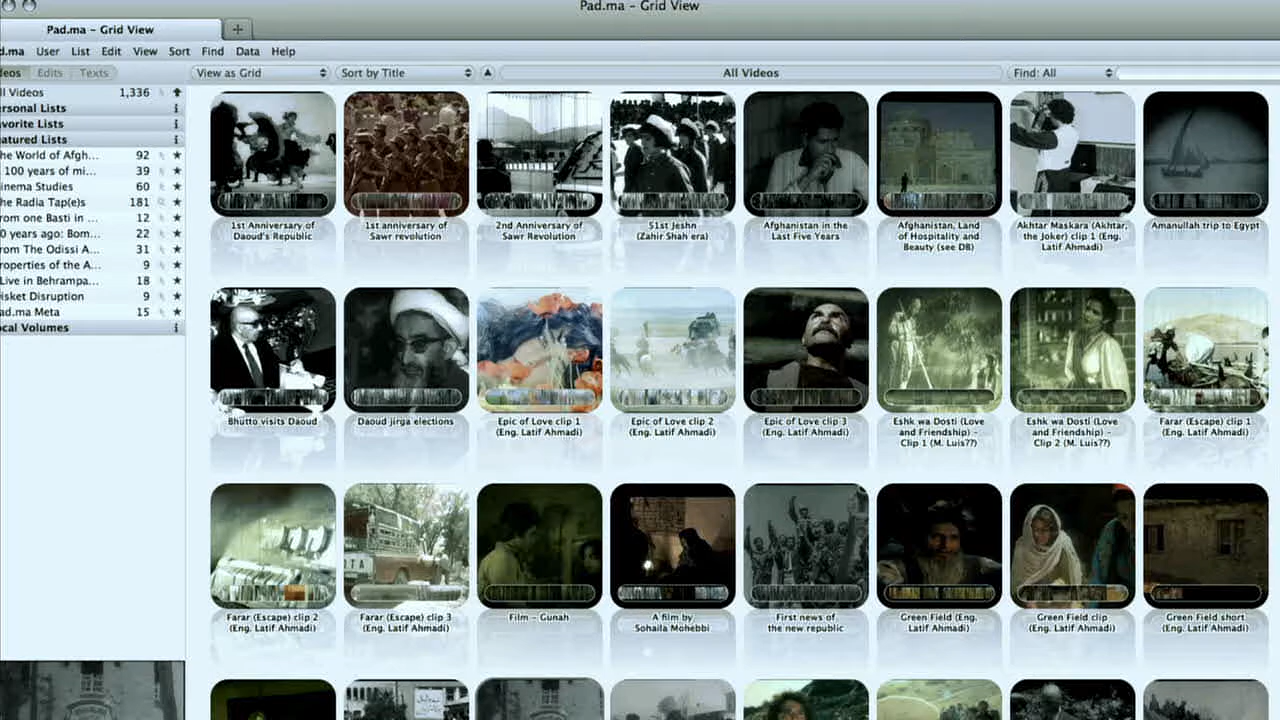 Pad.ma – Grid View
Pad.ma – Grid View
d.ma User List Edit View Sort Find Data Help
deos Edits Texts
View as Grid
Sort by Title
All Videos
Find: All
ll Videos 1,336
ersonal Lists
avorite Lists
eatured Lists
he World of Afgh... 92
100 years of mi... 39
inema Studies 60
he Radia Tap(e)s 181
rom one Basti in ... 12
0 years ago: Bom... 22
rom The Odissi A... 31
roperties of the A... 9
Live in Behrampa... 18
isket Disruption 9
ad.ma Meta 15
ocal Volumes
1st Anniversary of
Daoud's Republic
1st anniversary of
Sawr revolution
2nd Anniversary of
Sawr Revolution
51st Jeshn
(Zahir Shah era)
Afghanistan in the
Last Five Years
Afghanistan, Land
of Hospitality and
Beauty (see DB)
Akhtar Maskara (Akhtar,
the Joker) clip 1 (Eng.
Latif Ahmadi)
Amanullah trip to Egypt
Bhutto visits Daoud
Daoud jirga elections
Epic of Love clip 1
(Eng. Latif Ahmadi)
Epic of Love clip 2
(Eng. Latif Ahmadi)
Epic of Love clip 3
(Eng. Latif Ahmadi)
Eshk wa Dosti (Love
and Friendship) –
Clip 1 (M. Luis??)
Eshk wa Dosti (Love
and Friendship) –
Clip 2 (M. Luis??)
Farar (Escape) clip 1
(Eng. Latif Ahmadi)
Farar (Escape) clip 2
(Eng. Latif Ahmadi)
Farar (Escape) clip 3
(Eng. Latif Ahmadi)
Film – Gunah
A film by
Sohaila Mohebbi
First news of
the new republic
Green Field (Eng.
Latif Ahmadi)
Green Field clip
(Eng. Latif Ahmadi)
Green Field short
(Eng. Latif Ahmadi)